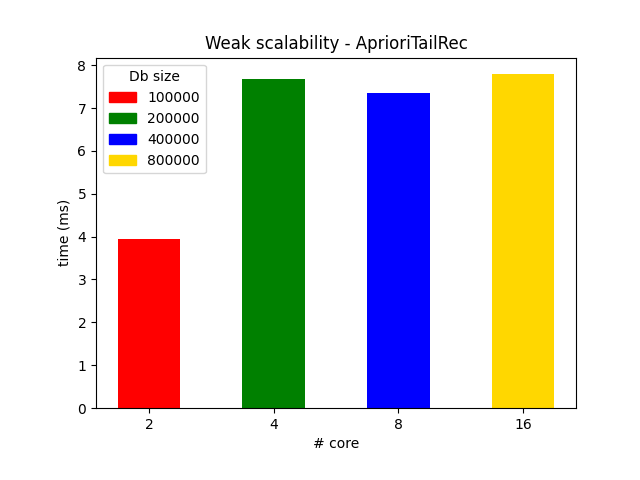 Weak scalability - AprioriTailRec
Db size
100000
200000
400000
800000
8
7
6
5
4
3
2
1
0
time (ms)
2 4 8 16
# core